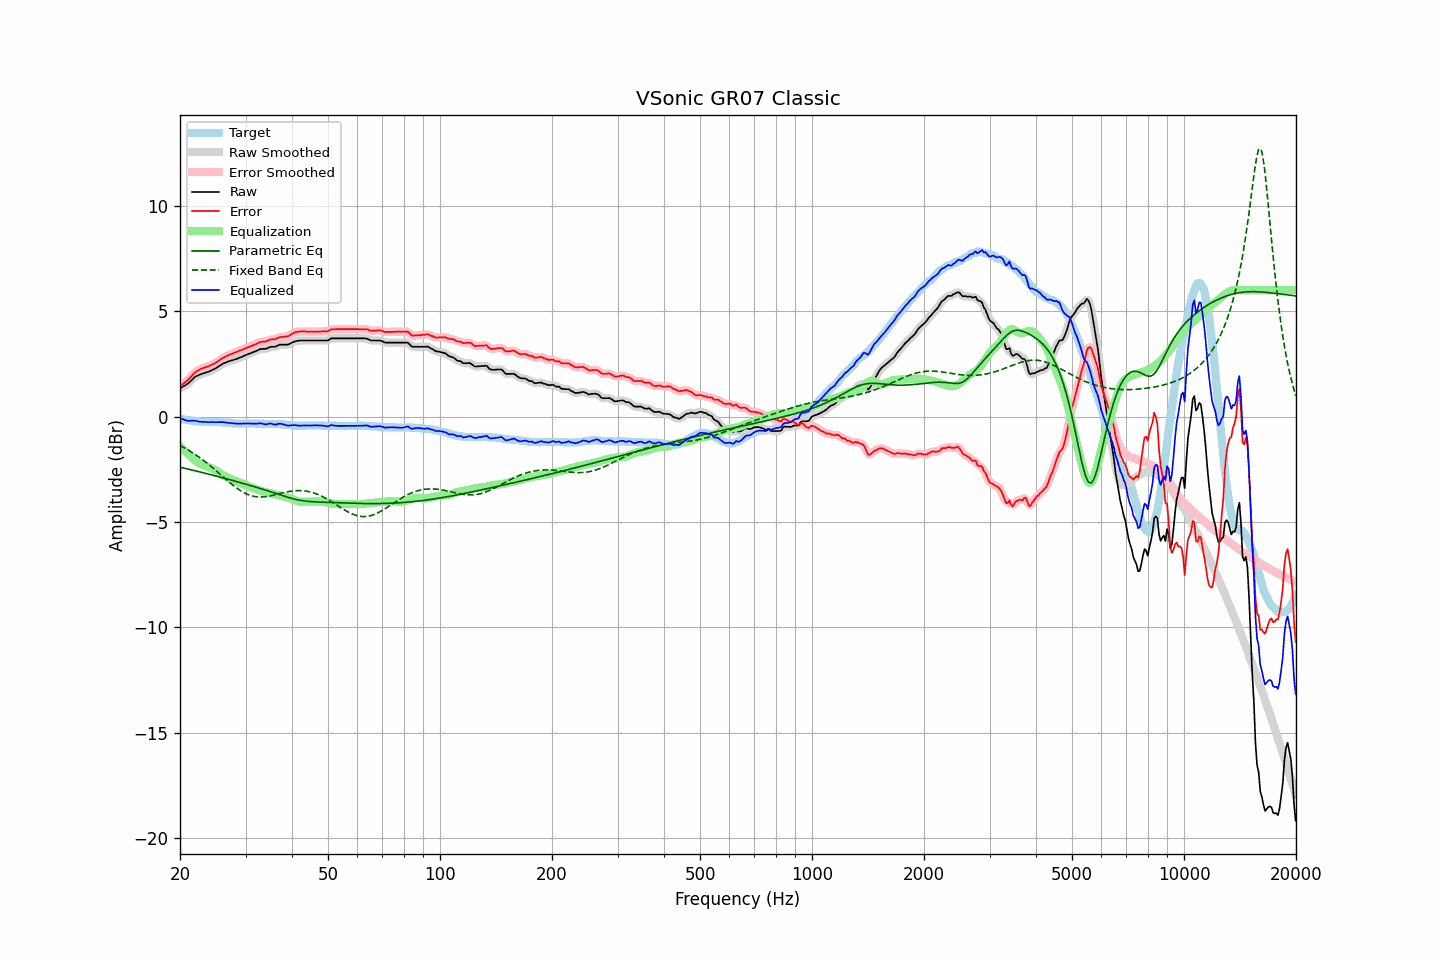 VSonic GR07 Classic
Target
Raw Smoothed
Error Smoothed
Raw
Error
Equalization
Parametric Eq
Fixed Band Eq
Equalized
10
5
0
−5
−10
−15
−20
Amplitude (dBr)
20
50
100
200
500
1000
2000
5000
10000
20000
Frequency (Hz)